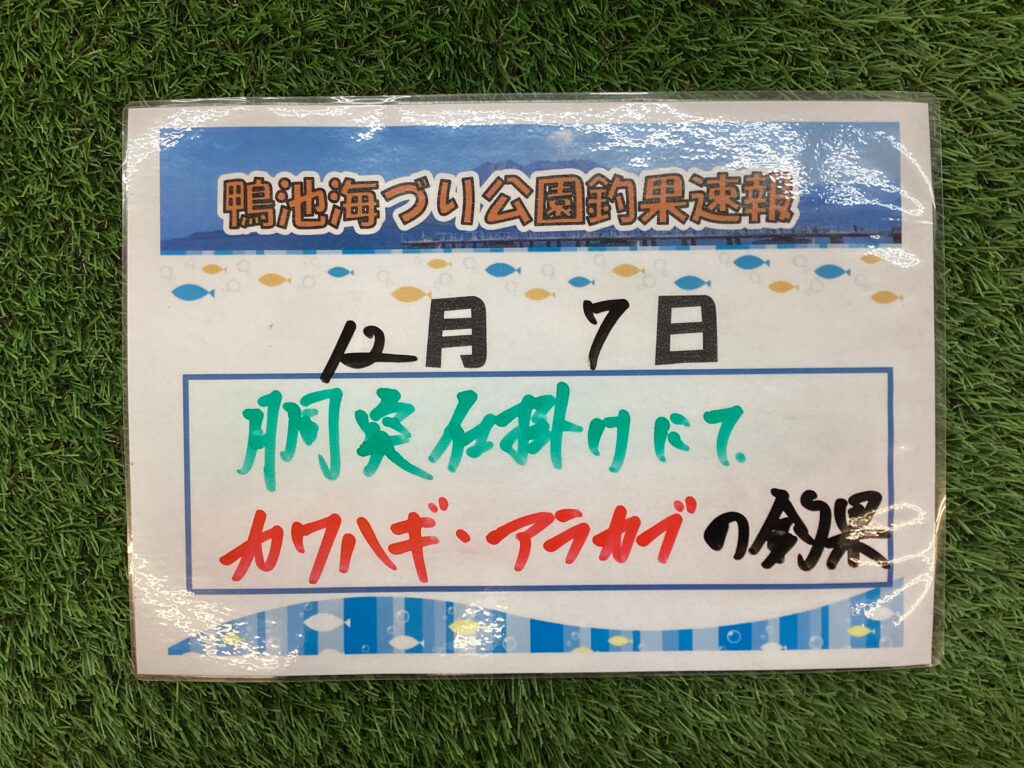 鴨池海づり公園釣果速報
12月 7日
胴突仕掛けにて、
カワハギ・アラカブの釣果